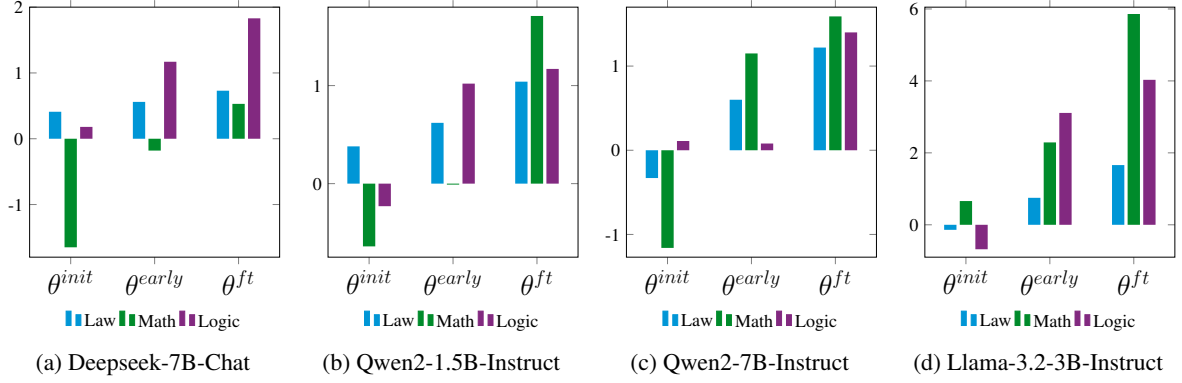 2
1
0
-1
θ^init θ^early θ^ft
Law Math Logic
(a) Deepseek-7B-Chat
1
0
θ^init θ^early θ^ft
Law Math Logic
(b) Qwen2-1.5B-Instruct
1
0
-1
θ^init θ^early θ^ft
Law Math Logic
(c) Qwen2-7B-Instruct
6
4
2
0
θ^init θ^early θ^ft
Law Math Logic
(d) Llama-3.2-3B-Instruct